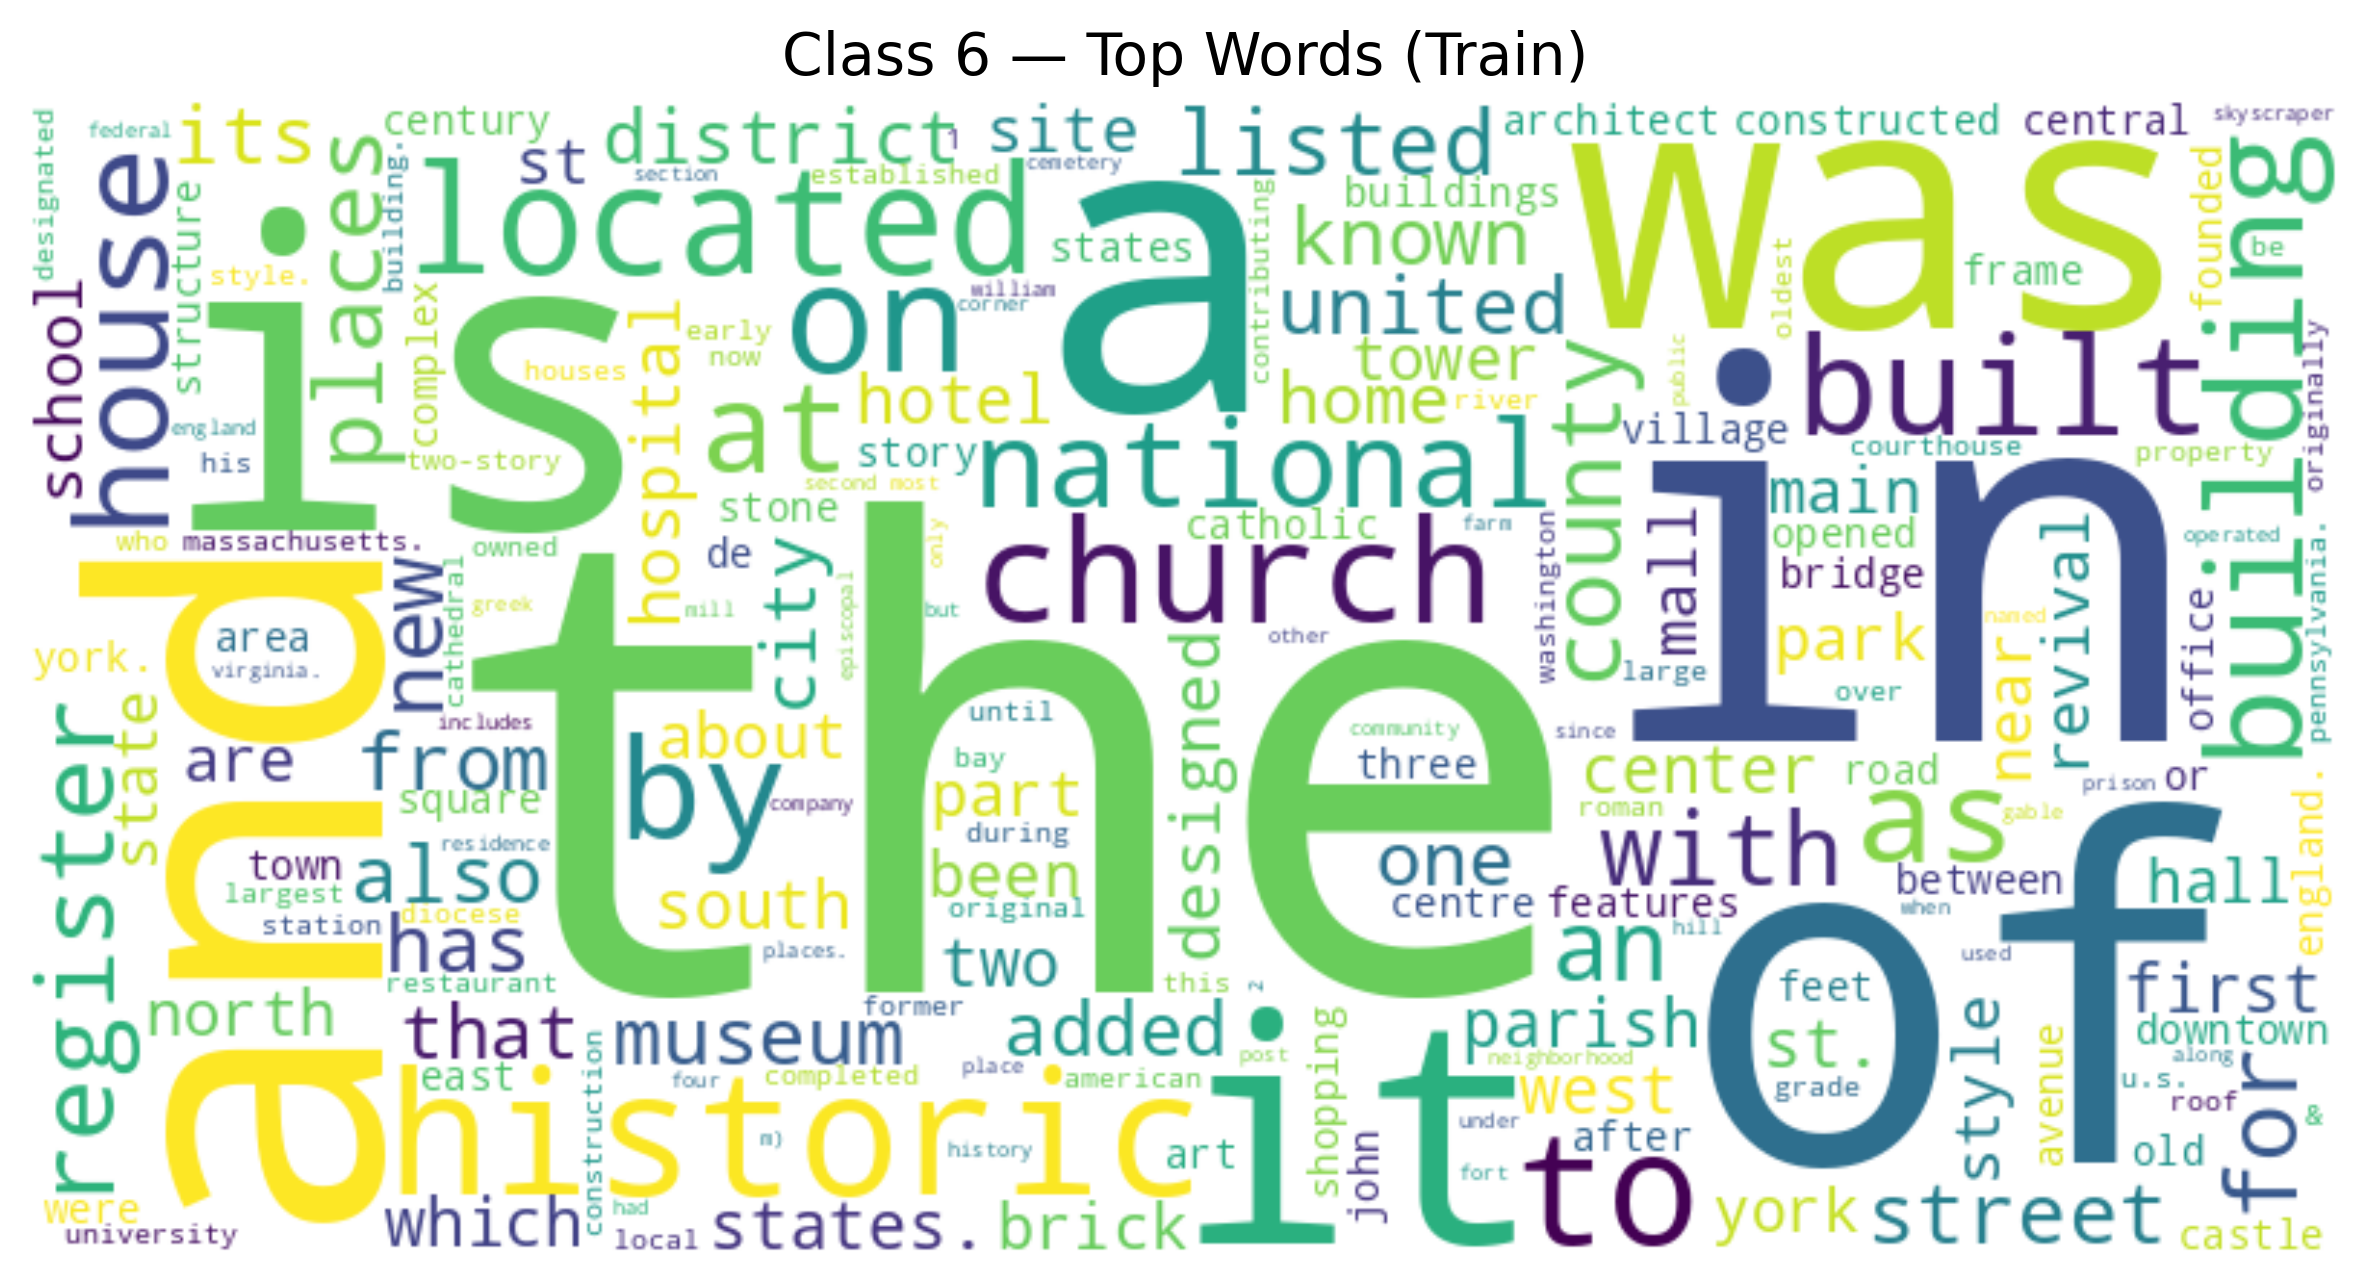 Class 6 — Top Words (Train)
designated
federal
its
century
district
1
site
listed
architect
constructed
central
skyscraper
house
places
building.
st
section
established
cemetery
located
a
buildings
was
founded
building
be
structure
style.
is
states
contributing
known
oldest
frame
school
complex
hospital
early
now
on
william
corner
united
tower
county
public
built
originally
houses
england
his
two-story
at
hotel
home
river
village
courthouse
property
story
national
second most
stone
in
main
who
massachusetts.
owned
de
city
only
church
catholic
farm
washington
mall
opened
bridge
revival
operated
pennsylvania.
and
new
cathedral
greek
mill
episcopal
the
but
other
area
virginia.
york.
designed
large
park
over
named
near
office.
register
state
includes
are
from
about
until
community
since
square
by
company
bay
three
center
road
prison
or
part
roman
as
gable
england.
town
also
residence
during
been
one
with
between
hall
largest
south
original
centre
features
when
of
station
diocese
has
places.
two
an
hill
used
first
restaurant
this
2
north
that
museum
former
added
it
parish
feet
st.
style
downtown
east
construction
four
completed
place
american
post
shopping
neighborhood
west
grade
avenue
along
u.s.
for
historic
m)
history
art
john
under
after
roof
&
fort
to
old
were
university
which
had
local
states.
brick
york
street
castle